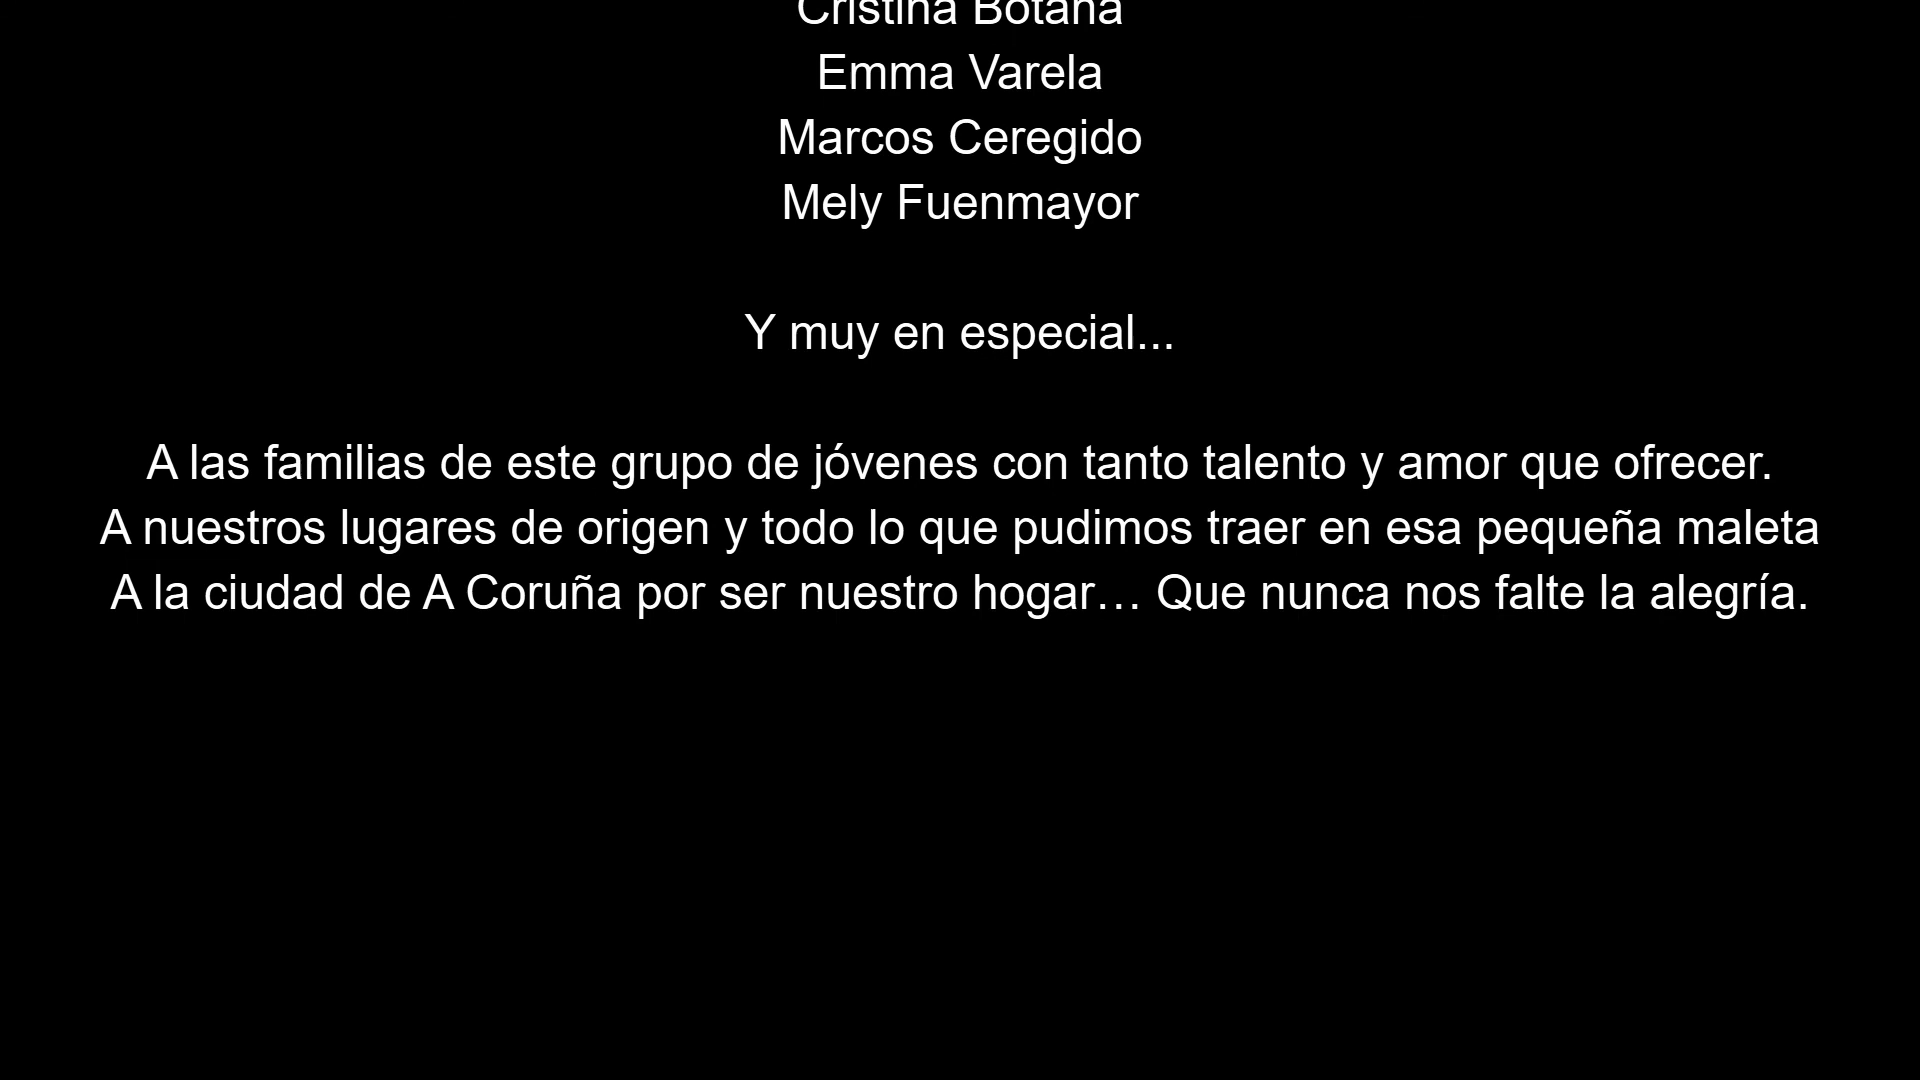 Cristina Botana
Emma Varela
Marcos Ceregido
Mely Fuenmayor
Y muy en especial...
A las familias de este grupo de jóvenes con tanto talento y amor que ofrecer.
A nuestros lugares de origen y todo lo que pudimos traer en esa pequeña maleta
A la ciudad de A Coruña por ser nuestro hogar… Que nunca nos falte la alegría.